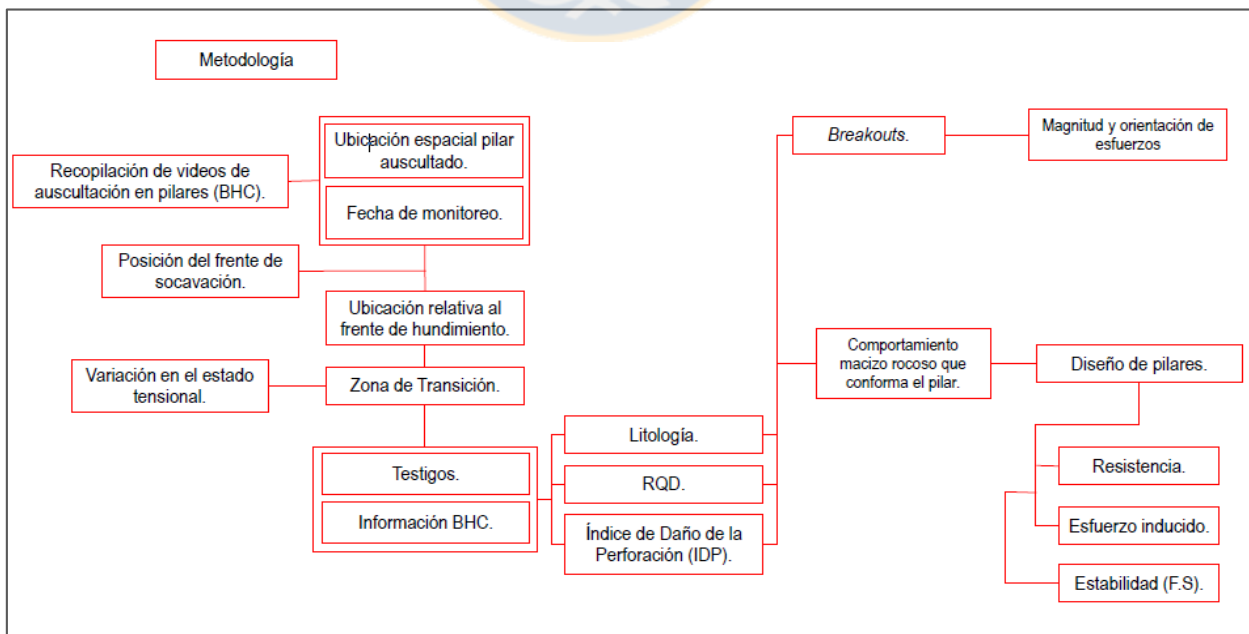 Metodología
Recopilación de videos de
auscultación en pilares (BHC).
Ubicación espacial pilar
auscultado.
Fecha de monitoreo.
Posición del frente de
socavación.
Ubicación relativa al
frente de hundimiento.
Variación en el estado
tensional.
Zona de Transición.
Testigos.
Información BHC.
Litología.
RQD.
Índice de Daño de la
Perforación (IDP).
Breakouts.
Magnitud y orientación de
esfuerzos
Comportamiento
macizo rocoso que
conforma el pilar.
Diseño de pilares.
Resistencia.
Esfuerzo inducido.
Estabilidad (F.S).